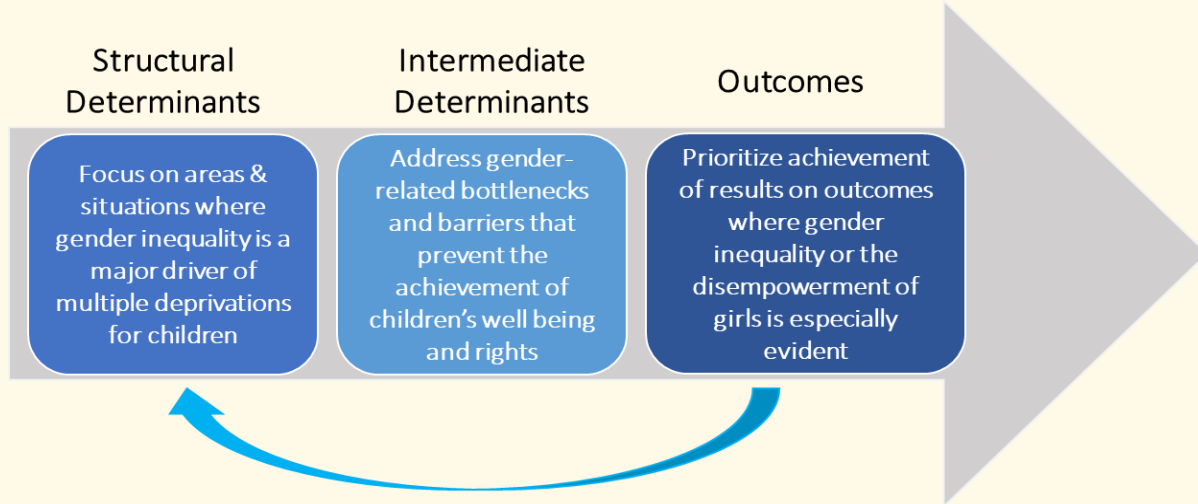 Structural
Determinants
Intermediate
Determinants
Outcomes
Focus on areas &
situations where
gender inequality is a
major driver of
multiple deprivations
for children
Address gender-
related bottlenecks
and barriers that
prevent the
achievement of
children’s well being
and rights
Prioritize achievement
of results on outcomes
where gender
inequality or the
disempowerment of
girls is especially
evident